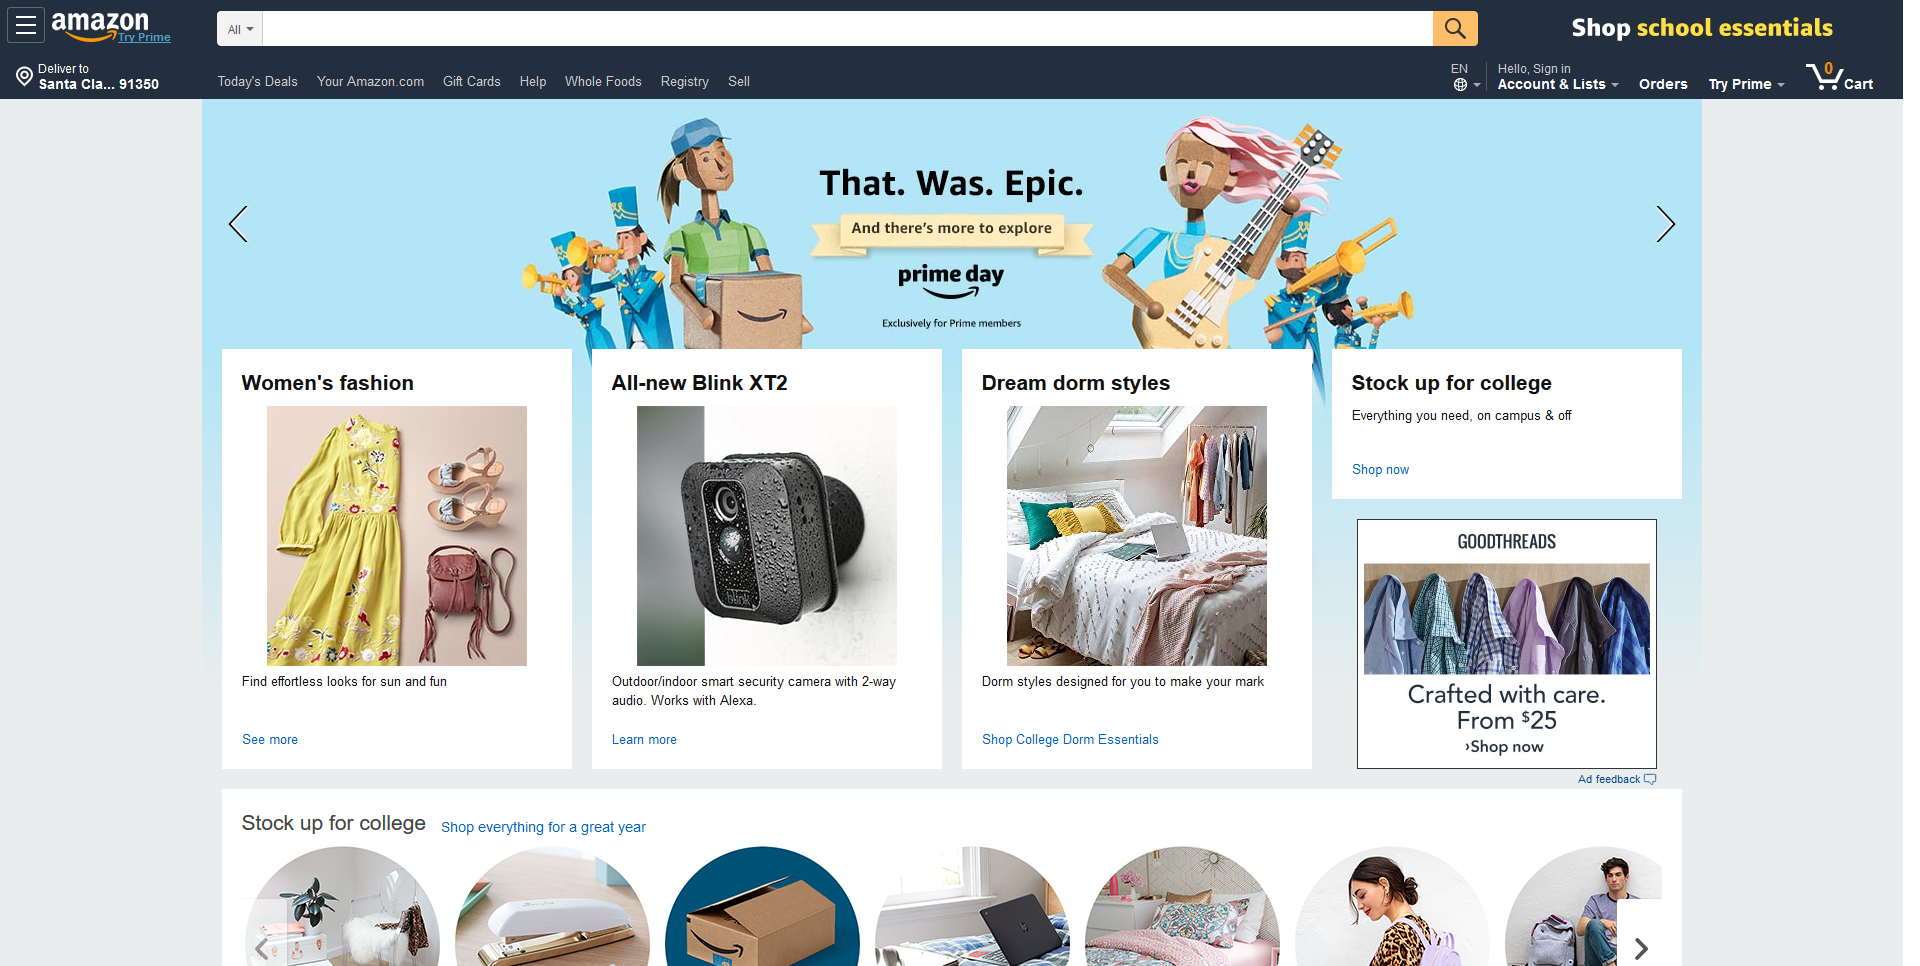 amazon
Try Prime
All
Shop school essentials
Deliver to
Santa Cla... 91350
Today's Deals
Your Amazon.com
Gift Cards
Help
Whole Foods
Registry
Sell
EN
Hello, Sign in
Account & Lists
Orders
Try Prime
0
Cart
That. Was. Epic.
And there's more to explore
prime day
Exclusively for Prime members
Women's fashion
Find effortless looks for sun and fun
See more
All-new Blink XT2
blink
Outdoor/indoor smart security camera with 2-way
audio. Works with Alexa.
Learn more
Dream dorm styles
Dorm styles designed for you to make your mark
Shop College Dorm Essentials
Stock up for college
Everything you need, on campus & off
Shop now
GOODTHREADS
Crafted with care.
From $25
›Shop now
Ad feedback
Stock up for college
Shop everything for a great year